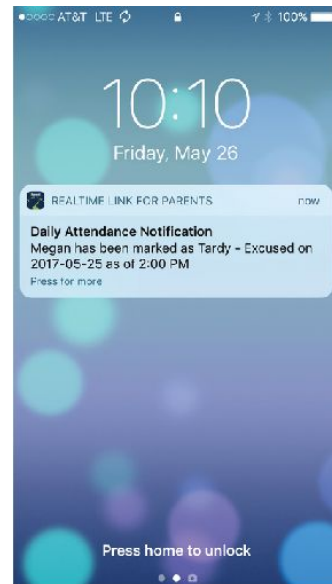 AT&T LTE 100%
10:10
Friday, May 26
REALTIME LINK FOR PARENTS now
Daily Attendance Notification
Megan has been marked as Tardy - Excused on
2017-05-25 as of 2:00 PM
Press for more
Press home to unlock